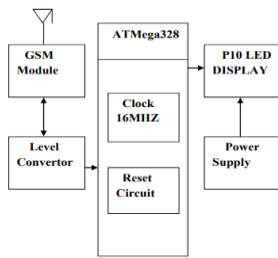 ATMega328
GSM
Module
P10 LED
DISPLAY
Clock
16MHZ
Level
Convertor
Reset
Circuit
Power
Supply